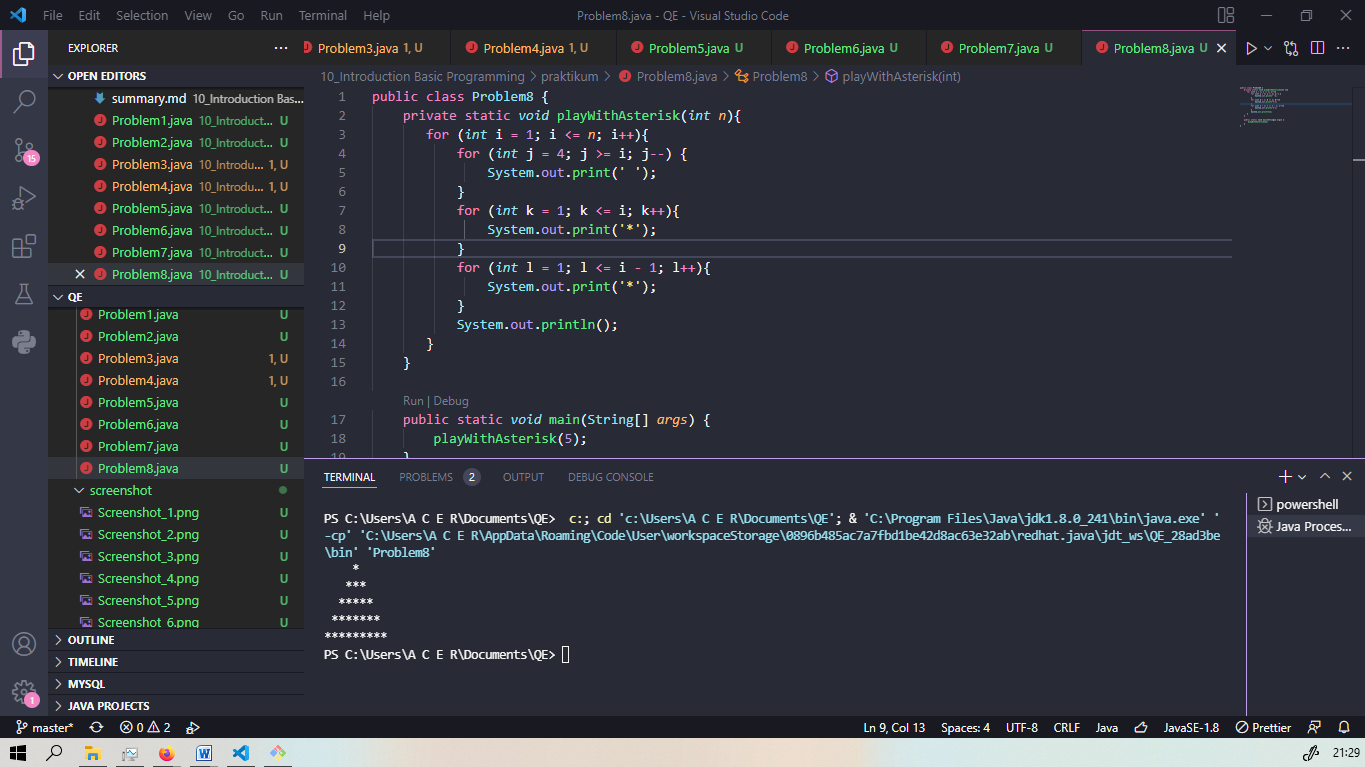 File Edit Selection View Go Run Terminal Help Problem8.java - QE - Visual Studio Code
EXPLORER ···
Problem3.java 1, U Problem4.java 1, U Problem5.java U Problem6.java U Problem7.java U Problem8.java U
OPEN EDITORS
summary.md 10_Introduction Bas...
Problem1.java 10_Introduct... U
Problem2.java 10_Introduct... U
Problem3.java 10_Introdu... 1, U
Problem4.java 10_Introdu... 1, U
Problem5.java 10_Introduct... U
Problem6.java 10_Introduct... U
Problem7.java 10_Introduct... U
Problem8.java 10_Introduct... U
QE
Problem1.java U
Problem2.java U
Problem3.java 1, U
Problem4.java 1, U
Problem5.java U
Problem6.java U
Problem7.java U
Problem8.java U
screenshot
Screenshot_1.png U
Screenshot_2.png U
Screenshot_3.png U
Screenshot_4.png U
Screenshot_5.png U
Screenshot_6.png U
OUTLINE
TIMELINE
MYSQL
JAVA PROJECTS
15
1
10_Introduction Basic Programming > praktikum > Problem8.java > Problem8 > playWithAsterisk(int)
1 public class Problem8 {
2     private static void playWithAsterisk(int n){
3        for (int i = 1; i <= n; i++){
4            for (int j = 4; j >= i; j--) {
5                System.out.print(' ');
6            }
7            for (int k = 1; k <= i; k++){
8                System.out.print('*');
9            }
10            for (int l = 1; l <= i - 1; l++){
11                System.out.print('*');
12            }
13            System.out.println();
14        }
15     }
16
Run | Debug
17     public static void main(String[] args) {
18         playWithAsterisk(5);
19     }
TERMINAL PROBLEMS 2 OUTPUT DEBUG CONSOLE
PS C:\Users\A C E R\Documents\QE>  c:; cd 'c:\Users\A C E R\Documents\QE'; & 'C:\Program Files\Java\jdk1.8.0_241\bin\java.exe' '
-cp' 'C:\Users\A C E R\AppData\Roaming\Code\User\workspaceStorage\0896b485ac7a7fbd1be42d8ac63e32ab\redhat.java\jdt_ws\QE_28ad3be
\bin' 'Problem8'
    *
   ***
  *****
 *******
*********
PS C:\Users\A C E R\Documents\QE>
powershell
Java Proces...
master* 0 2 Ln 9, Col 13 Spaces: 4 UTF-8 CRLF Java JavaSE-1.8 Prettier
21:29